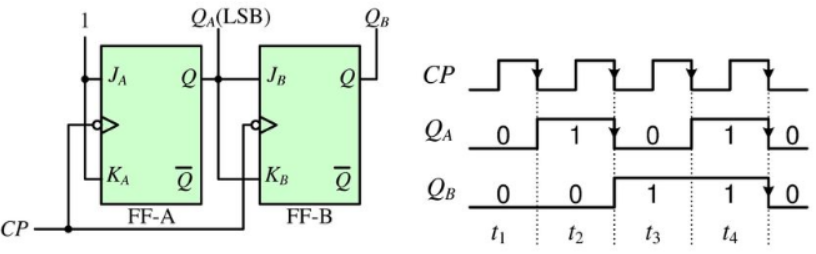 1 Q_A(LSB) Q_B
J_A Q J_B Q
K_A Q̅ K_B Q̅
FF-A FF-B
CP
CP
Q_A 0 1 0 1 0
Q_B 0 0 1 1 0
t_1 t_2 t_3 t_4